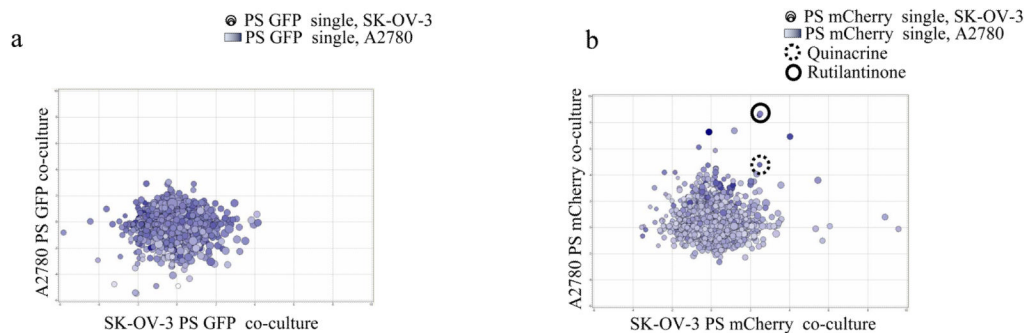 a
PS GFP single, SK-OV-3
PS GFP single, A2780
A2780 PS GFP co-culture
SK-OV-3 PS GFP co-culture
b
PS mCherry single, SK-OV-3
PS mCherry single, A2780
Quinacrine
Rutilantinone
A2780 PS mCherry co-culture
SK-OV-3 PS mCherry co-culture